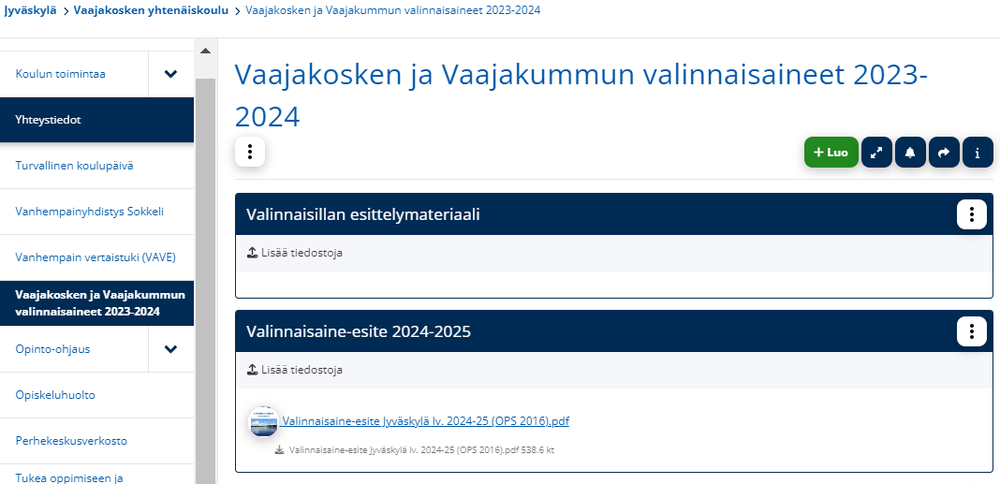 Jyväskylä > Vaajakosken yhtenäiskoulu > Vaajakosken ja Vaajakummun valinnaisaineet 2023-2024
Koulun toimintaa
Yhteystiedot
Turvallinen koulupäivä
Vanhempainyhdistys Sokkeli
Vanhempain vertaistuki (VAVE)
Vaajakosken ja Vaajakummun
valinnaisaineet 2023-2024
Opinto-ohjaus
Opiskeluhuolto
Perhekeskusverkosto
Tukea oppimiseen ja
Vaajakosken ja Vaajakummun valinnaisaineet 2023-
2024
+ Luo
Valinnaisillan esittelymateriaali
Lisää tiedostoja
Valinnaisaine-esite 2024-2025
Lisää tiedostoja
Valinnaisaine-esite Jyväskylä lv. 2024-25 (OPS 2016).pdf
Valinnaisaine-esite Jyväskylä lv. 2024-25 (OPS 2016).pdf 538.6 kt